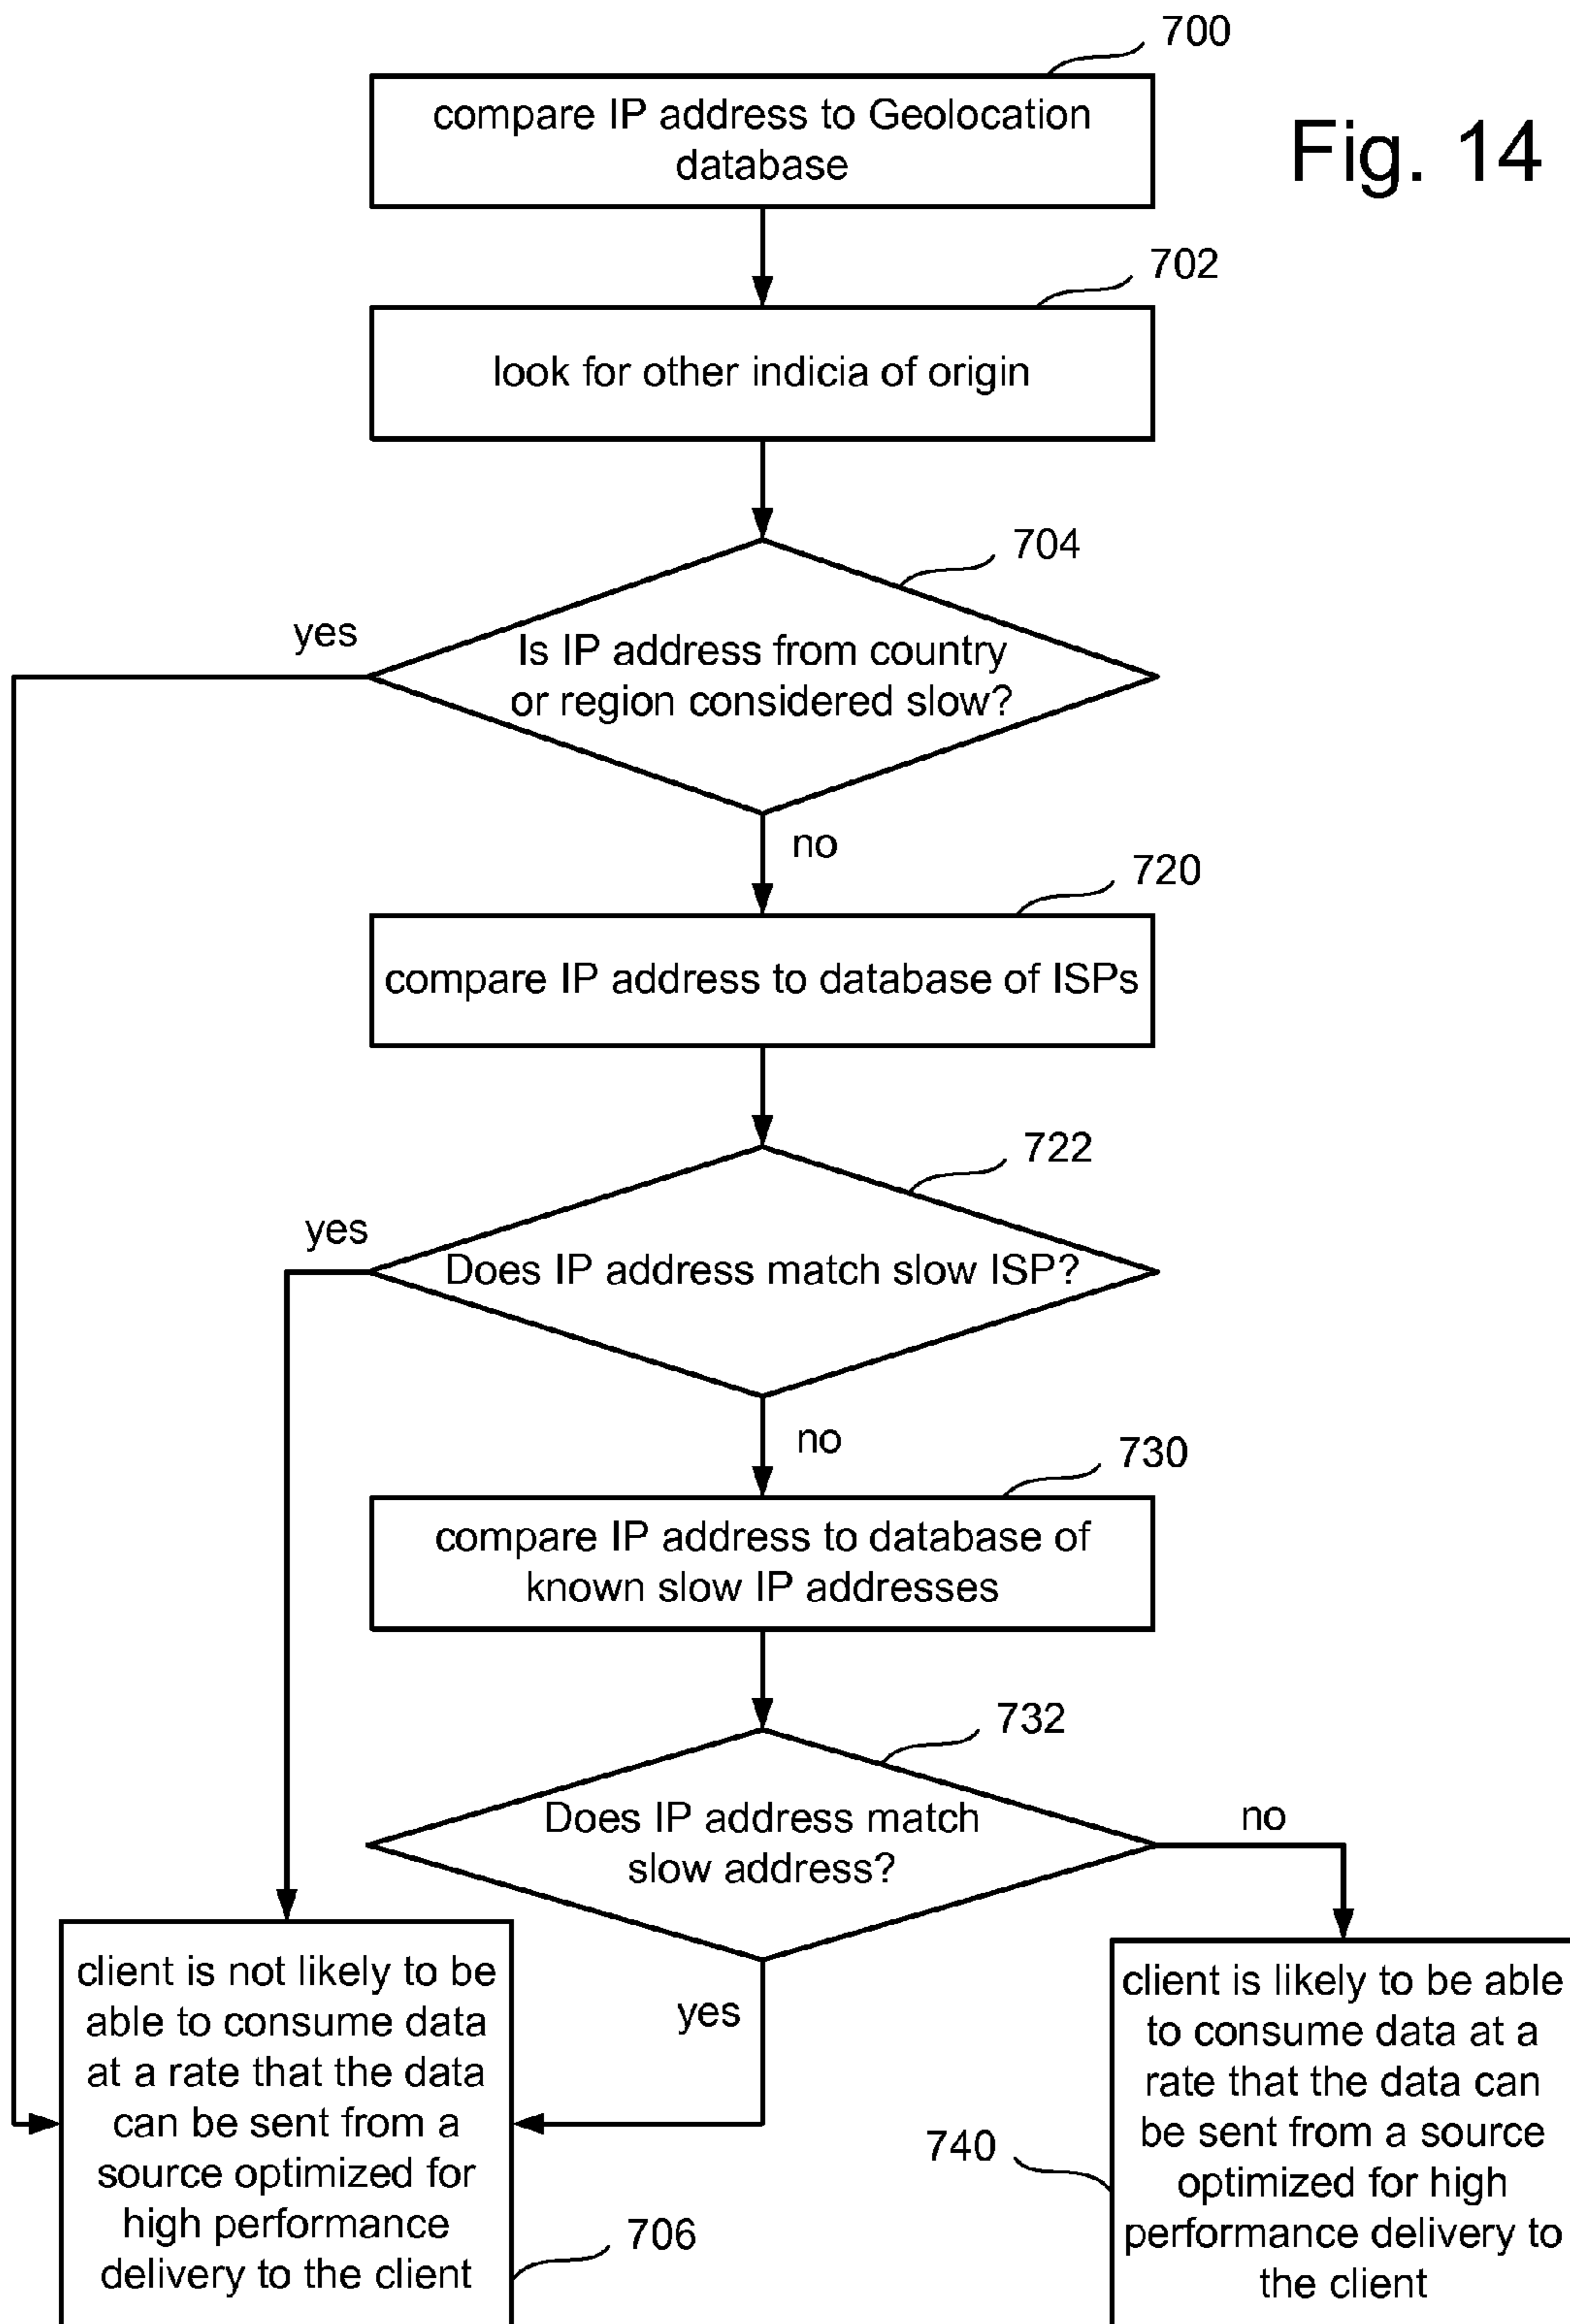 700
compare IP address to Geolocation
database
Fig. 14
702
look for other indicia of origin
704
yes
Is IP address from country
or region considered slow?
no
720
compare IP address to database of ISPs
722
yes
Does IP address match slow ISP?
no
730
compare IP address to database of
known slow IP addresses
732
Does IP address match
slow address?
no
yes
client is not likely to be
able to consume data
at a rate that the data
can be sent from a
source optimized for
high performance
delivery to the client
706
740
client is likely to be able
to consume data at a
rate that the data can
be sent from a source
optimized for high
performance delivery to
the client